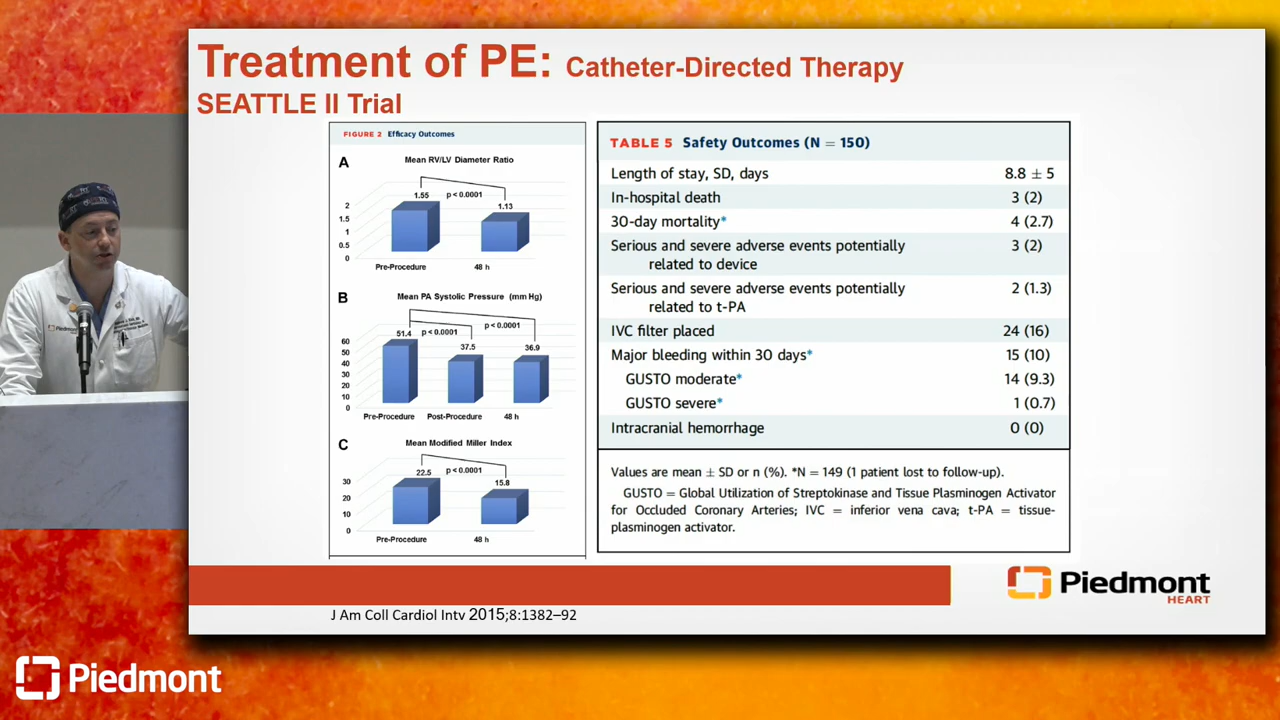 Treatment of PE: Catheter-Directed Therapy
SEATTLE II Trial
FIGURE 2 Efficacy Outcomes
A
Mean RV/LV Diameter Ratio
p < 0.0001
1.55
1.13
2
1.5
1
0.5
0
Pre-Procedure
48 h
B
Mean PA Systolic Pressure (mm Hg)
p < 0.0001
p < 0.0001
51.4
37.5
36.9
60
50
40
30
20
10
0
Pre-Procedure
Post-Procedure
48 h
C
Mean Modified Miller Index
p < 0.0001
22.5
15.8
30
20
10
0
Pre-Procedure
48 h
TABLE 5 Safety Outcomes (N = 150)
Length of stay, SD, days 8.8 ± 5
In-hospital death 3 (2)
30-day mortality* 4 (2.7)
Serious and severe adverse events potentially 3 (2)
related to device
Serious and severe adverse events potentially 2 (1.3)
related to t-PA
IVC filter placed 24 (16)
Major bleeding within 30 days* 15 (10)
GUSTO moderate* 14 (9.3)
GUSTO severe* 1 (0.7)
Intracranial hemorrhage 0 (0)
Values are mean ± SD or n (%). *N = 149 (1 patient lost to follow-up).
GUSTO = Global Utilization of Streptokinase and Tissue Plasminogen Activator
for Occluded Coronary Arteries; IVC = inferior vena cava; t-PA = tissue-
plasminogen activator.
J Am Coll Cardiol Intv 2015;8:1382–92
Piedmont
HEART
Piedmont
Piedmont